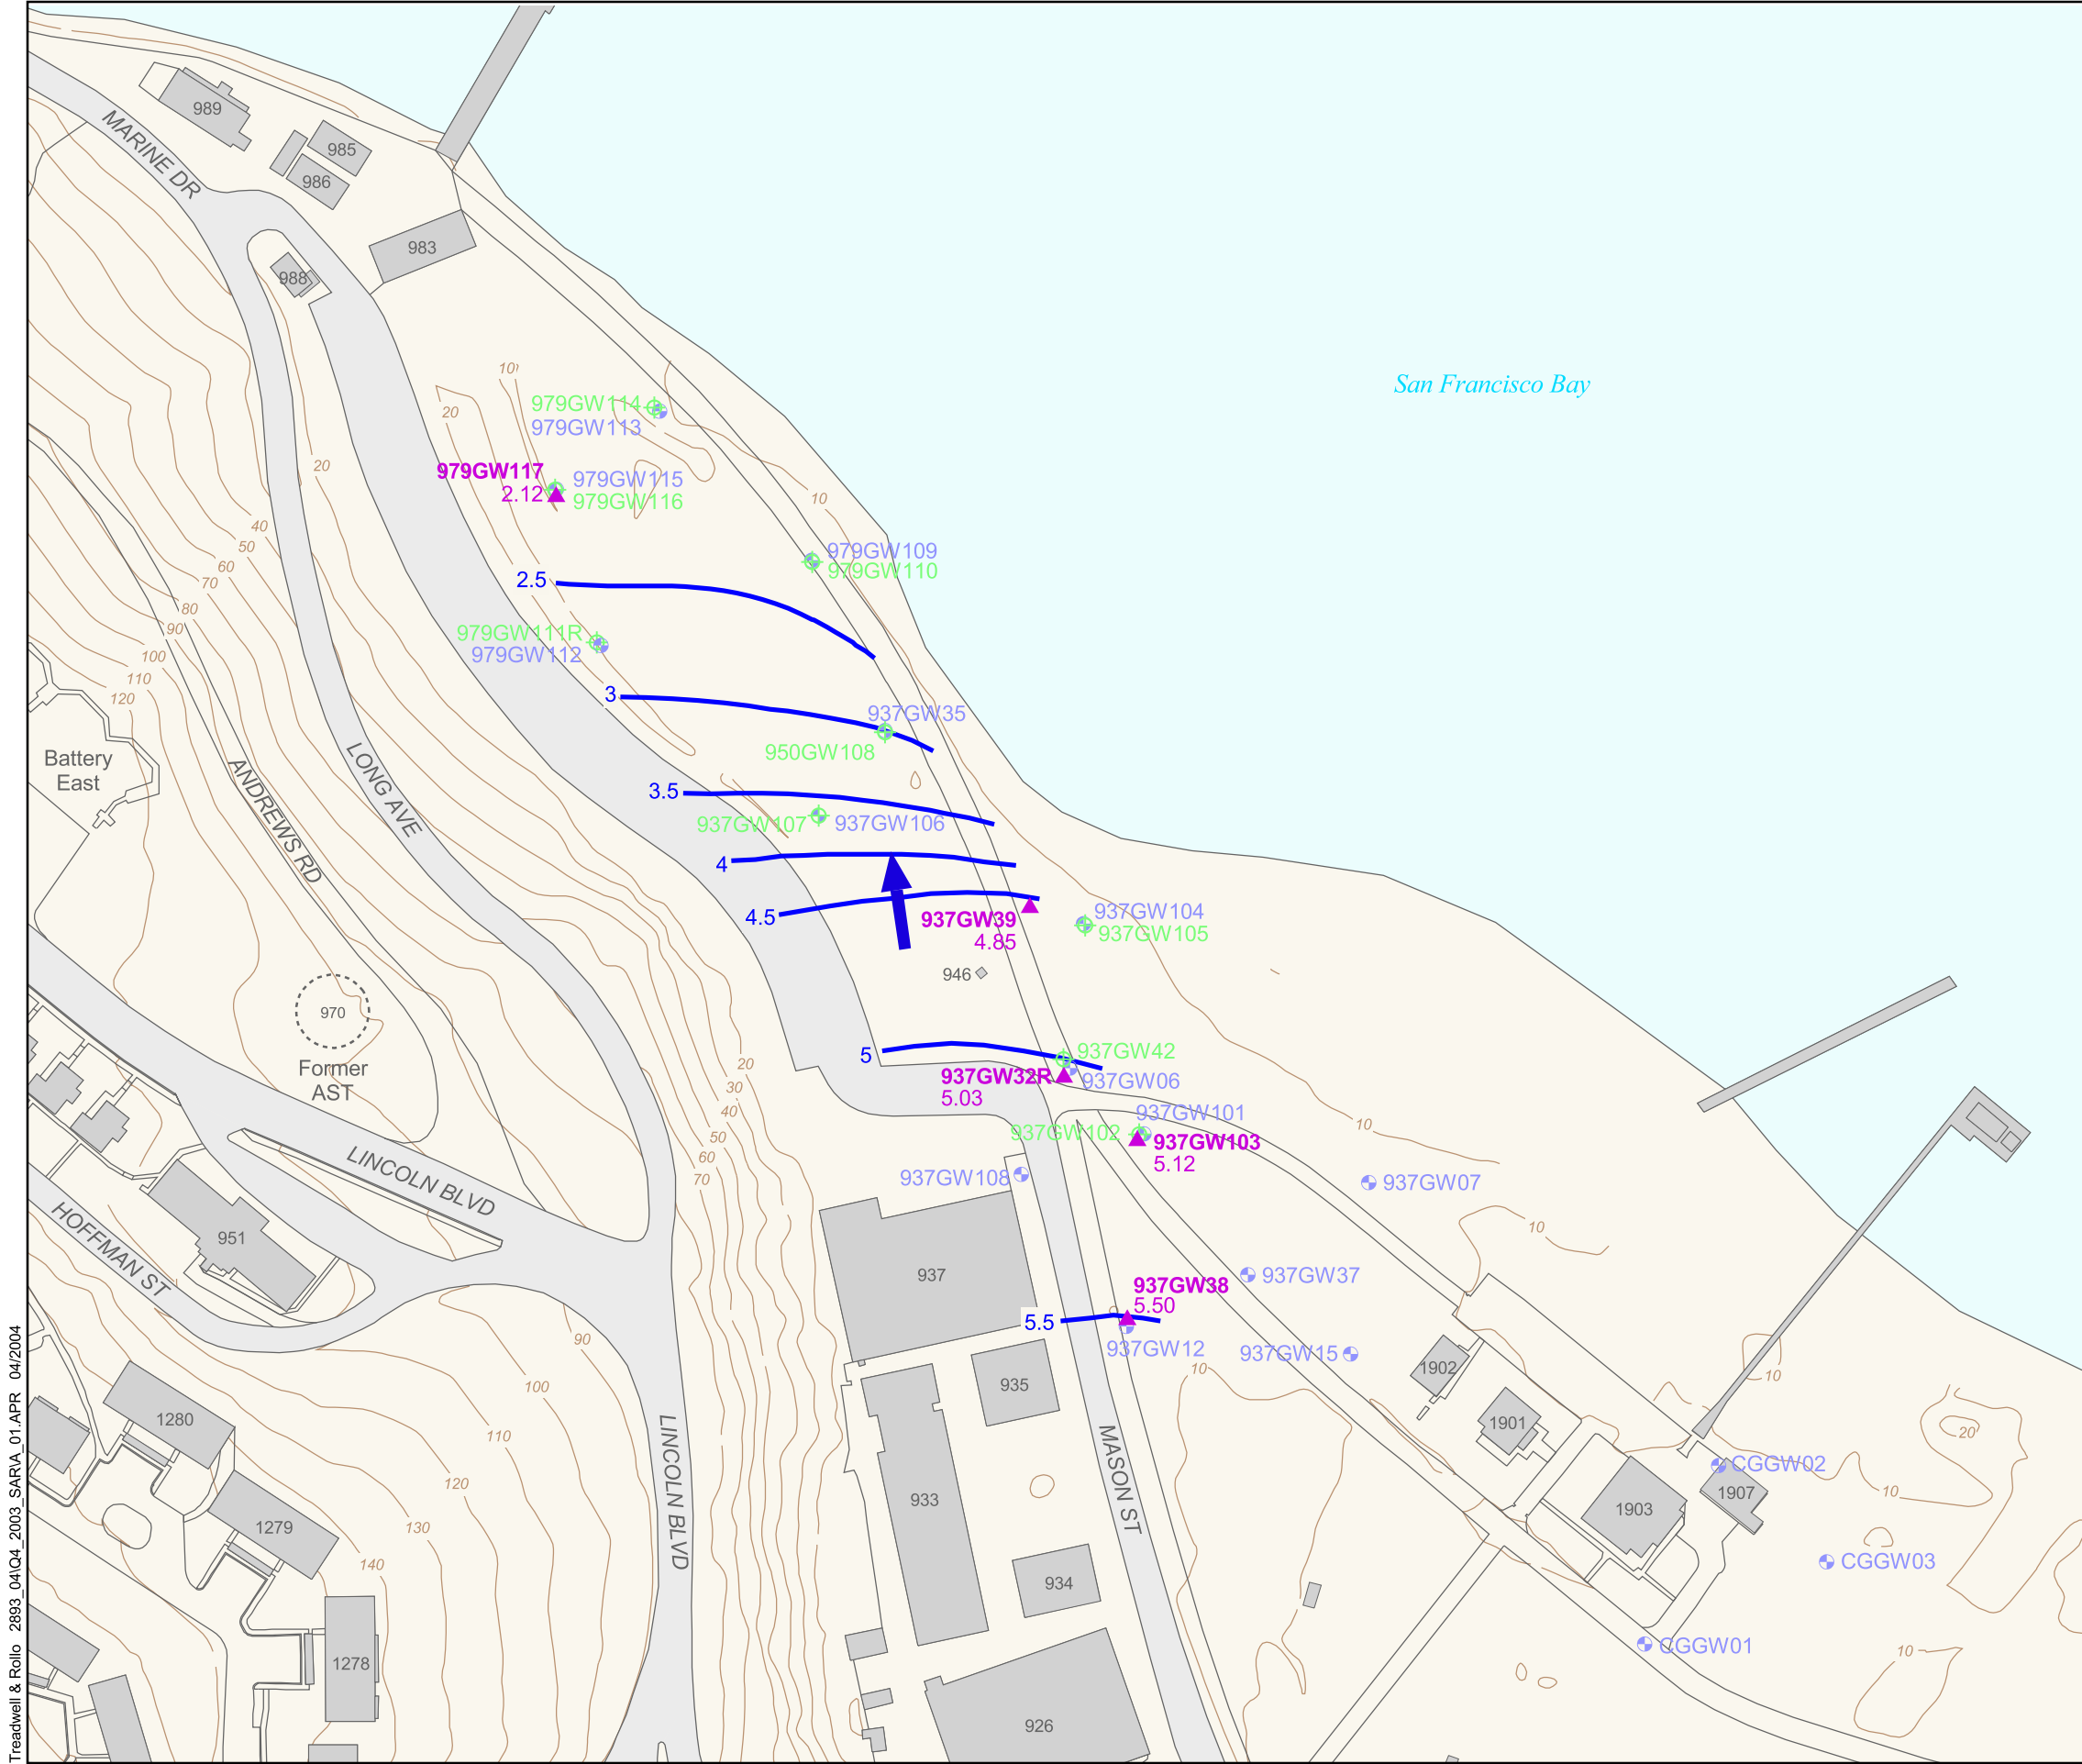 989
985
986
MARINE DR
983
988
San Francisco Bay
10
20
979GW114
979GW113
20
979GW117
2.12
979GW115
979GW116
10
40
50
60
70
80
90
100
110
120
979GW109
979GW110
2.5
979GW111R
979GW112
3
937GW35
950GW108
Battery
East
ANDREWS RD
LONG AVE
3.5
937GW107
937GW106
4
4.5
937GW39
4.85
937GW104
937GW105
946
970
Former
AST
5
937GW42
937GW32R
5.03
937GW06
20
30
40
50
60
70
937GW101
937GW102
937GW103
5.12
10
937GW108
937GW07
LINCOLN BLVD
HOFFMAN ST
951
10
937
937GW37
937GW38
5.50
5.5
937GW12
937GW15
90
100
110
120
130
140
10
935
1902
1901
10
20
1280
1279
1278
LINCOLN BLVD
933
MASON ST
CGGW02
1907
1903
10
CGGW03
934
CGGW01
10
926
Treadwell & Rollo 2893_04\Q4_2003_SAR\A_01.APR 04/2004